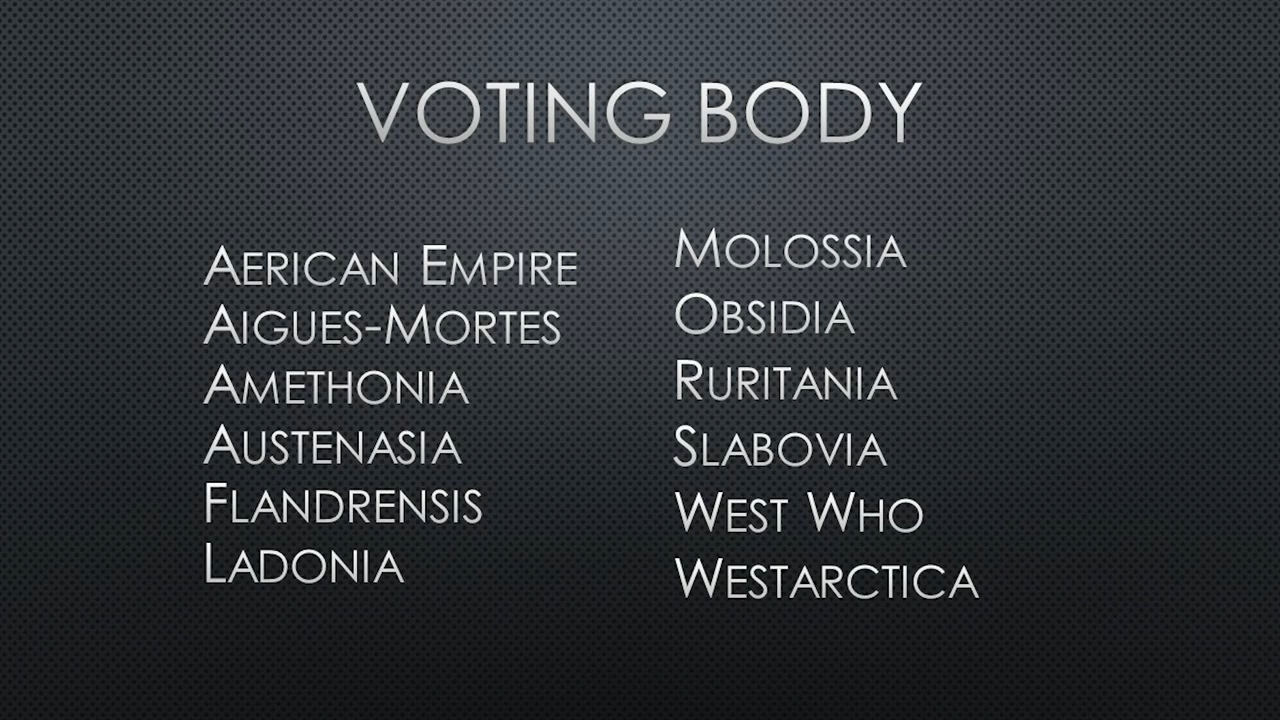 VOTING BODY
AERICAN EMPIRE
AIGUES-MORTES
AMETHONIA
AUSTENASIA
FLANDRENSIS
LADONIA
MOLOSSIA
OBSIDIA
RURITANIA
SLABOVIA
WEST WHO
WESTARCTICA